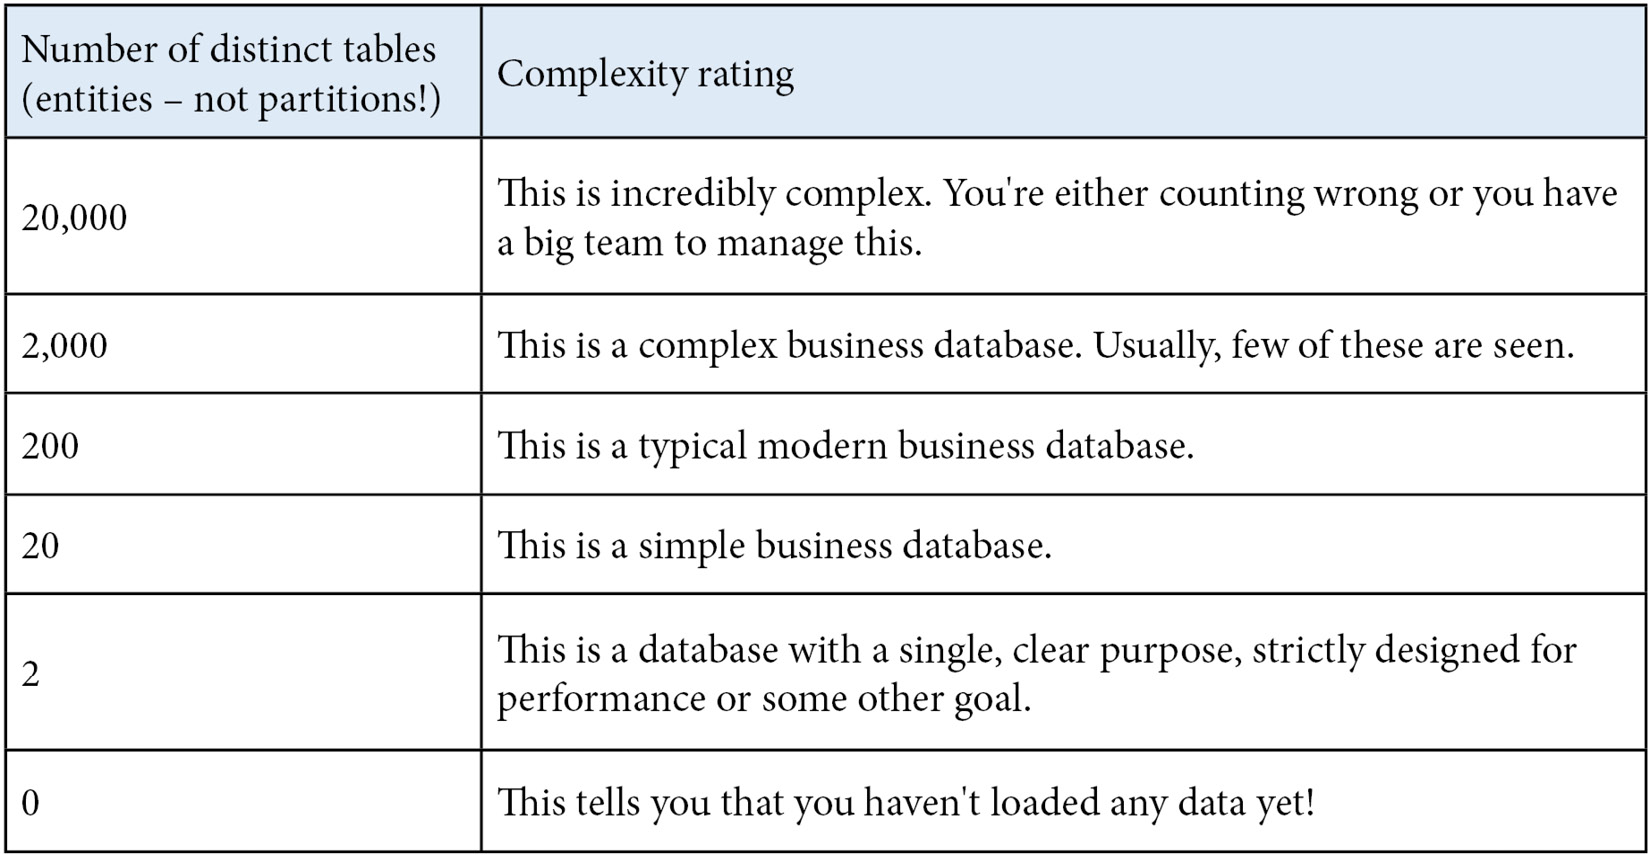 Number of distinct tables
(entities – not partitions!)
Complexity rating
20,000
This is incredibly complex. You're either counting wrong or you have
a big team to manage this.
2,000
This is a complex business database. Usually, few of these are seen.
200
This is a typical modern business database.
20
This is a simple business database.
2
This is a database with a single, clear purpose, strictly designed for
performance or some other goal.
0
This tells you that you haven't loaded any data yet!